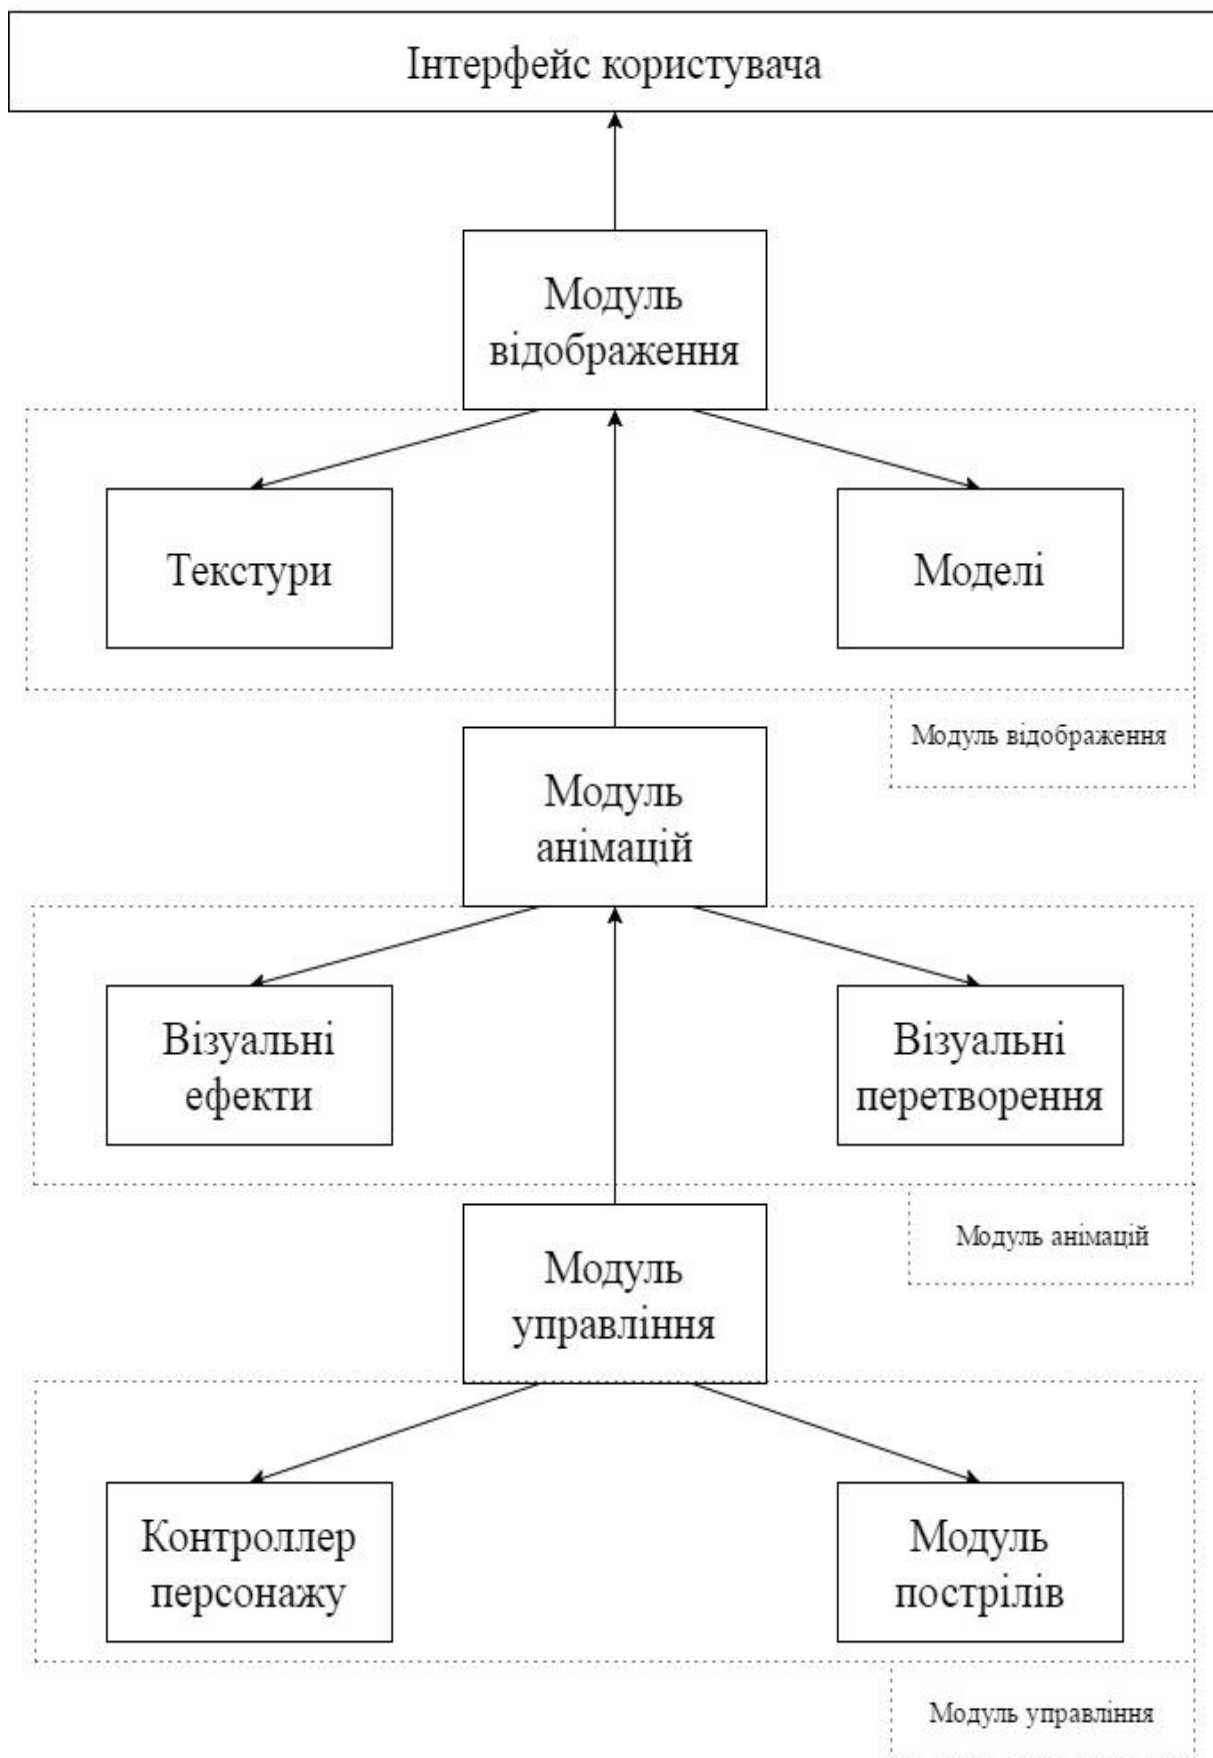 Інтерфейс користувача
Модуль
відображення
Текстури
Моделі
Модуль відображення
Модуль
анімацій
Візуальні
ефекти
Візуальні
перетворення
Модуль анімацій
Модуль
управління
Контроллер
персонажу
Модуль
пострілів
Модуль управління